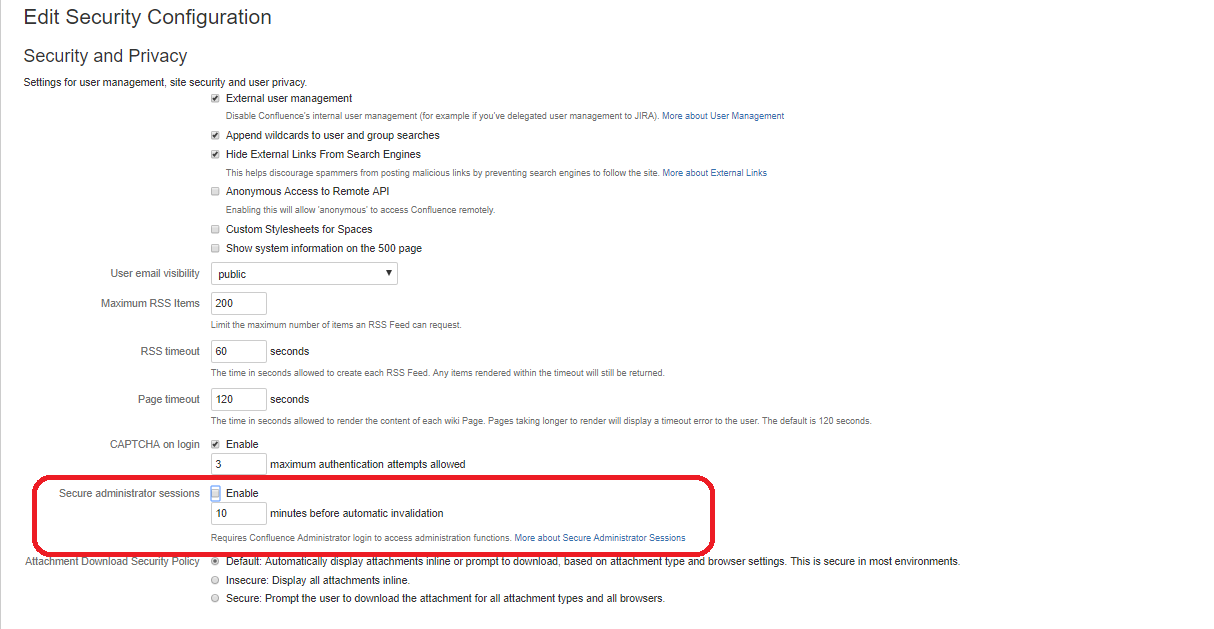 Edit Security Configuration
Security and Privacy
Settings for user management, site security and user privacy.
External user management
Disable Confluence's internal user management (for example if you've delegated user management to JIRA). More about User Management
Append wildcards to user and group searches
Hide External Links From Search Engines
This helps discourage spammers from posting malicious links by preventing search engines to follow the site. More about External Links
Anonymous Access to Remote API
Enabling this will allow 'anonymous' to access Confluence remotely.
Custom Stylesheets for Spaces
Show system information on the 500 page
User email visibility public
Maximum RSS Items 200
Limit the maximum number of items an RSS Feed can request.
RSS timeout 60 seconds
The time in seconds allowed to create each RSS Feed. Any items rendered within the timeout will still be returned.
Page timeout 120 seconds
The time in seconds allowed to render the content of each wiki Page. Pages taking longer to render will display a timeout error to the user. The default is 120 seconds.
CAPTCHA on login Enable
3 maximum authentication attempts allowed
Secure administrator sessions Enable
10 minutes before automatic invalidation
Requires Confluence Administrator login to access administration functions. More about Secure Administrator Sessions
Attachment Download Security Policy Default: Automatically display attachments inline or prompt to download, based on attachment type and browser settings. This is secure in most environments.
Insecure: Display all attachments inline.
Secure: Prompt the user to download the attachment for all attachment types and all browsers.